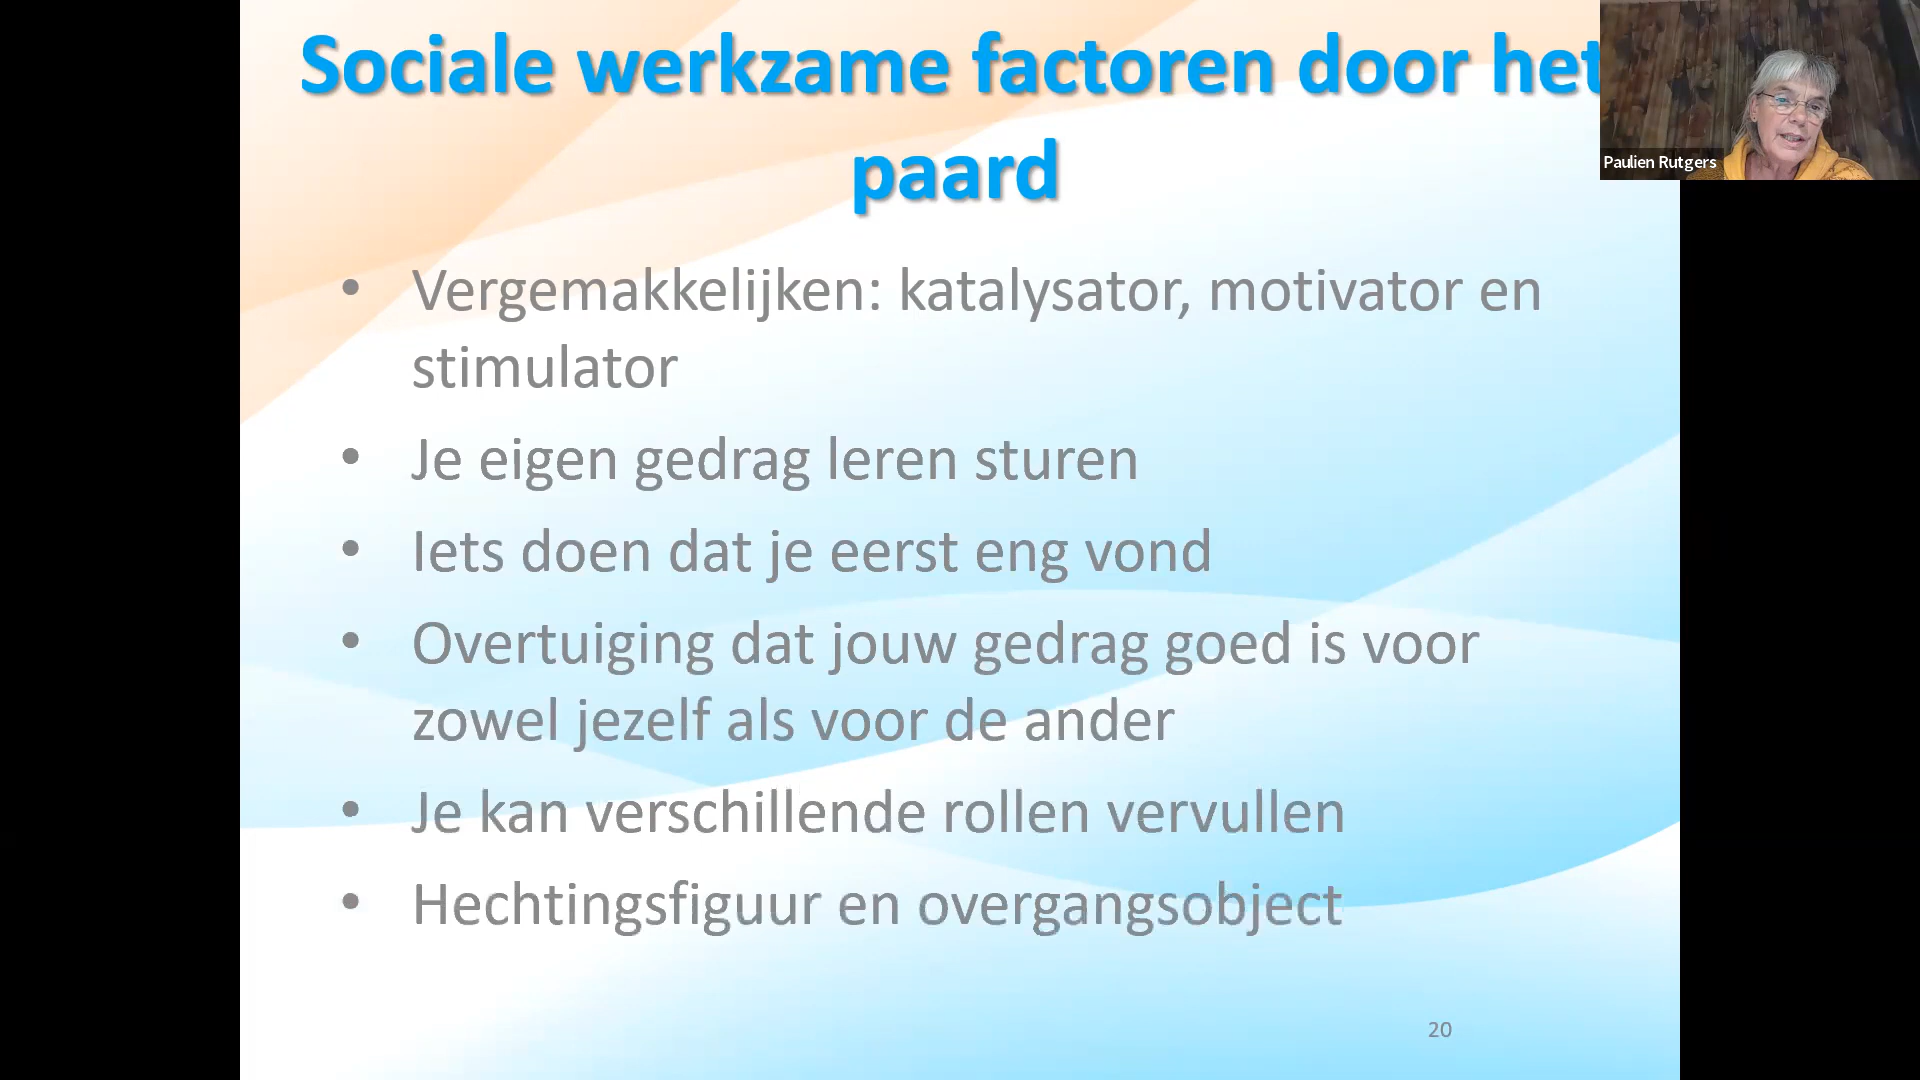 Sociale werkzame factoren door het
paard
Paulien Rutgers
• Vergemakkelijken: katalysator, motivator en
stimulator
• Je eigen gedrag leren sturen
• Iets doen dat je eerst eng vond
• Overtuiging dat jouw gedrag goed is voor
zowel jezelf als voor de ander
• Je kan verschillende rollen vervullen
• Hechtingsfiguur en overgangsobject
20